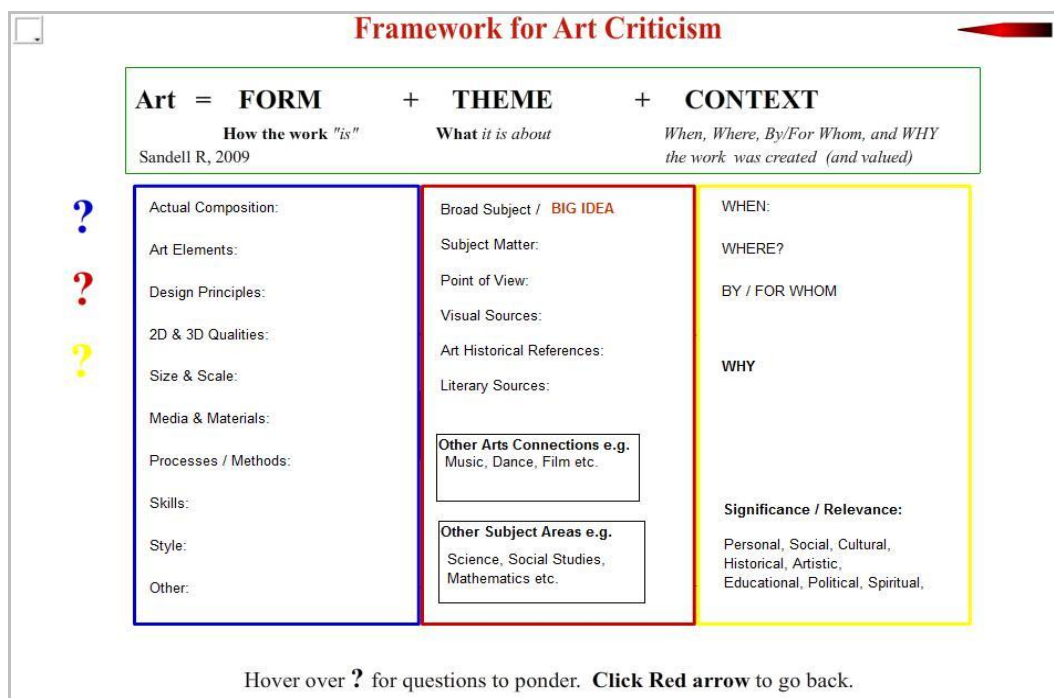 Framework for Art Criticism
Art = FORM + THEME + CONTEXT
How the work "is" What it is about When, Where, By/For Whom, and WHY
Sandell R, 2009 the work was created (and valued)
?
?
?
Actual Composition:
Art Elements:
Design Principles:
2D & 3D Qualities:
Size & Scale:
Media & Materials:
Processes / Methods:
Skills:
Style:
Other:
Broad Subject / BIG IDEA
Subject Matter:
Point of View:
Visual Sources:
Art Historical References:
Literary Sources:
Other Arts Connections e.g.
Music, Dance, Film etc.
Other Subject Areas e.g.
Science, Social Studies,
Mathematics etc.
WHEN:
WHERE?
BY / FOR WHOM
WHY
Significance / Relevance:
Personal, Social, Cultural,
Historical, Artistic,
Educational, Political, Spiritual,
Hover over ? for questions to ponder. Click Red arrow to go back.